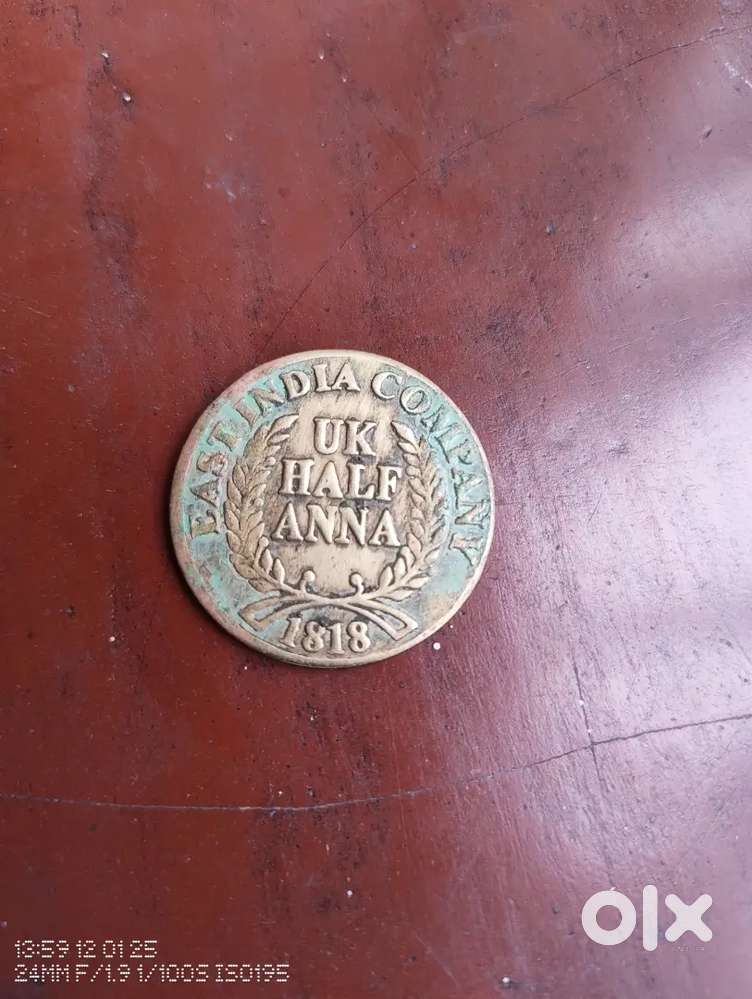 EAST INDIA COMPANY
UK
HALF
ANNA
1818
olx
13:59 12 01 25
24MM F/1.9 1/100S ISO195